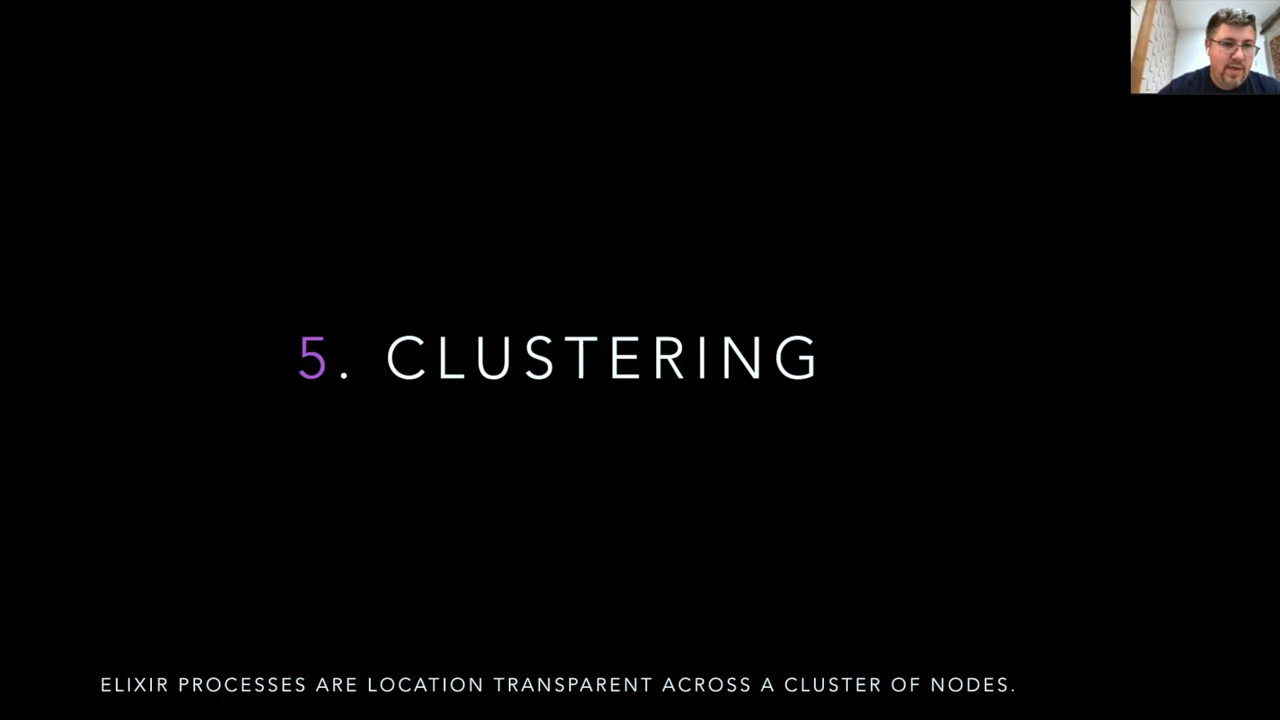 5. CLUSTERING
ELIXIR PROCESSES ARE LOCATION TRANSPARENT ACROSS A CLUSTER OF NODES.